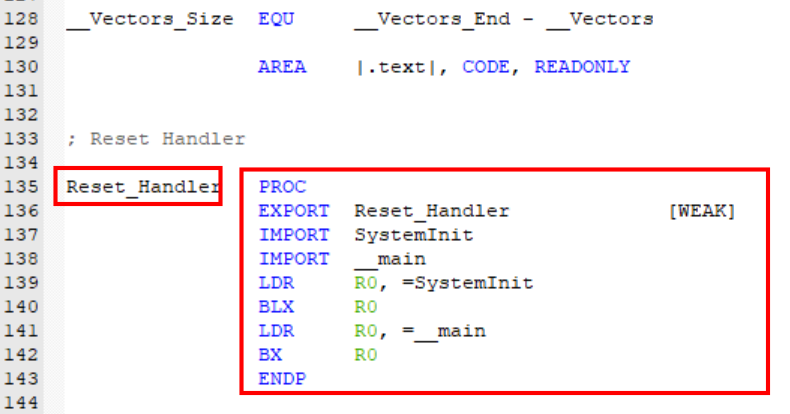 128 __Vectors_Size EQU __Vectors_End - __Vectors
129
130 AREA |.text|, CODE, READONLY
131
132
133 ; Reset Handler
134
135 Reset_Handler PROC
136 EXPORT Reset_Handler [WEAK]
137 IMPORT SystemInit
138 IMPORT __main
139 LDR R0, =SystemInit
140 BLX R0
141 LDR R0, =__main
142 BX R0
143 ENDP
144